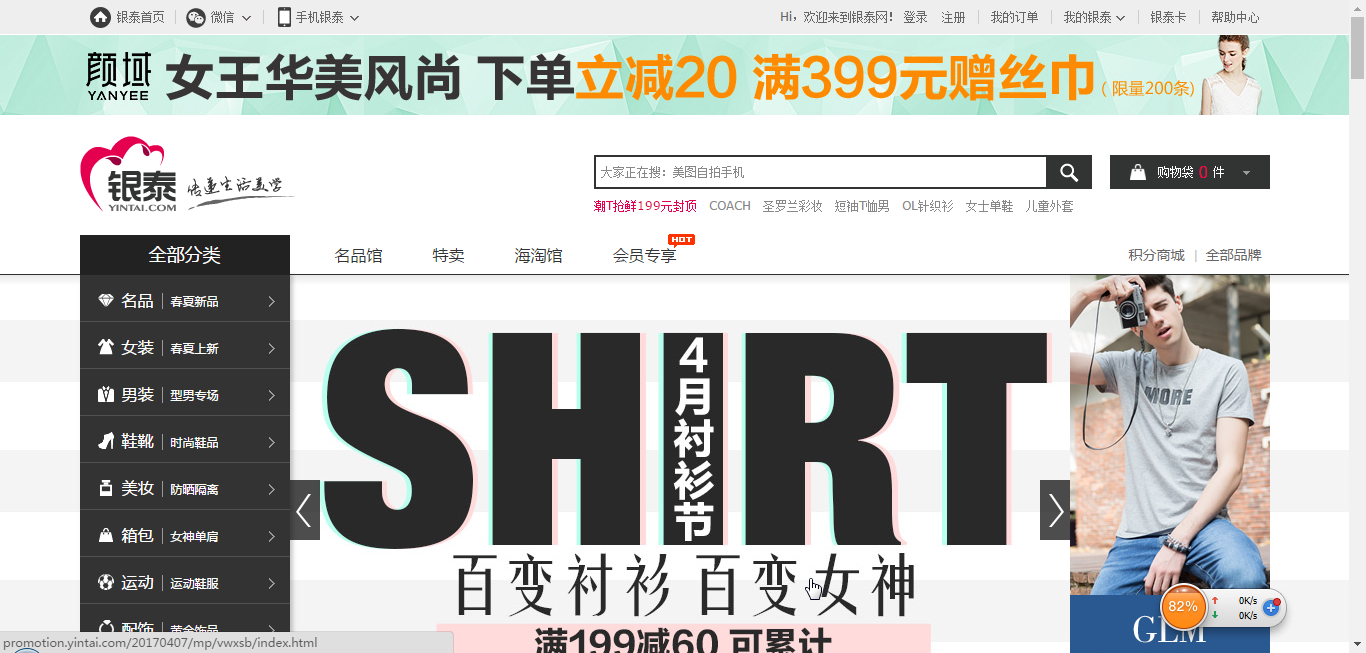 银泰首页 微信 手机银泰 Hi，欢迎来到银泰网！ 登录 注册 我的订单 我的银泰 银泰卡 帮助中心
颜域 YANYEE 女王华美风尚 下单立减20 满399元赠丝巾（限量200条)
银泰 YINTAI.COM 传递生活美学
大家正在搜：美图自拍手机 购物袋 0 件
潮T抢鲜199元封顶 COACH 圣罗兰彩妆 短袖T恤男 OL针织衫 女士单鞋 儿童外套
全部分类 名品馆 特卖 海淘馆 会员专享 HOT 积分商城 | 全部品牌
名品 春夏新品
女装 春夏上新
男装 型男专场
鞋靴 时尚鞋品
美妆 防晒隔离
箱包 女神单肩
运动 运动鞋服
配饰 黄金饰品
SHIRT
4月衬衫节
百变衬衫 百变女神
满199减60 可累计
MORE
GLM
82% 0K/s
0K/s
promotion.yintai.com/20170407/mp/vwxsb/index.html